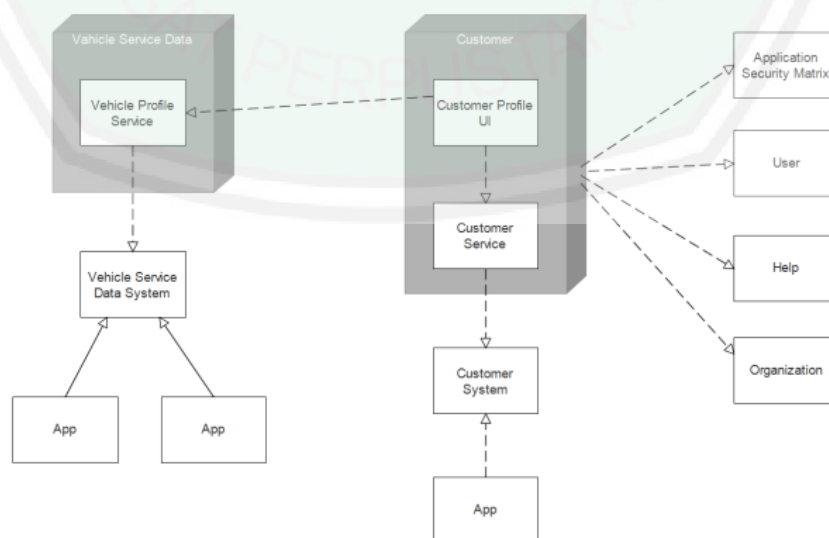 Vahicle Service Data
Customer
Vehicle Profile
Service
Customer Profile
UI
Application
Security Matrix
User
Customer
Service
Vehicle Service
Data System
Help
Customer
System
Organization
App
App
App